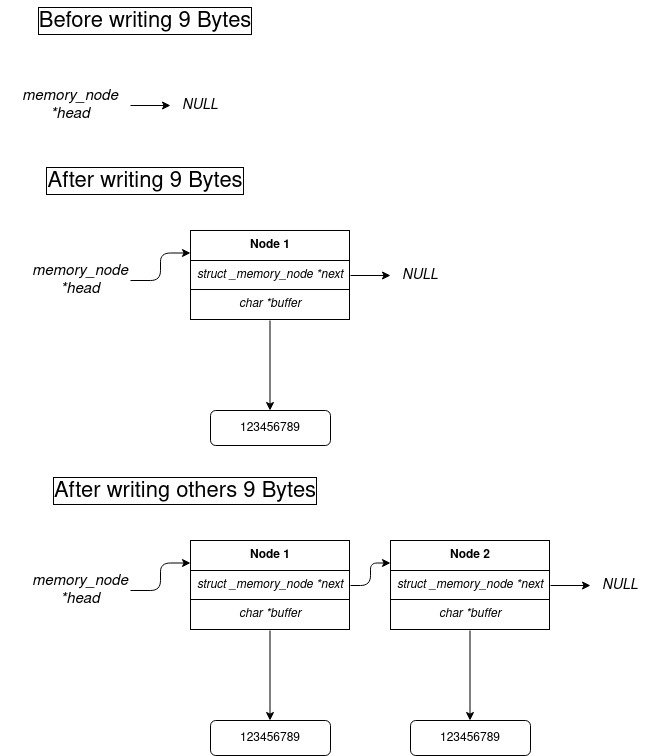 Before writing 9 Bytes
memory_node
*head
NULL
After writing 9 Bytes
Node 1
memory_node
*head
struct _memory_node *next
NULL
char *buffer
123456789
After writing others 9 Bytes
Node 1
Node 2
memory_node
*head
struct _memory_node *next
struct _memory_node *next
NULL
char *buffer
char *buffer
123456789
123456789